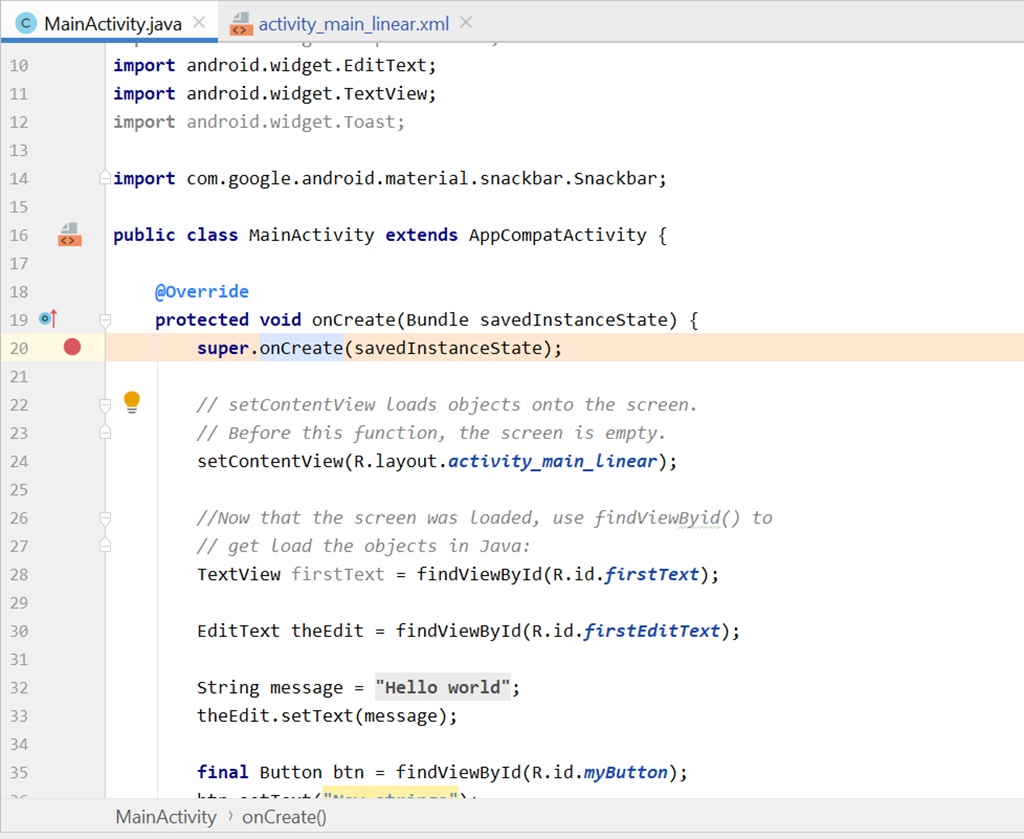 MainActivity.java activity_main_linear.xml
10 import android.widget.EditText;
11 import android.widget.TextView;
12 import android.widget.Toast;
13
14 import com.google.android.material.snackbar.Snackbar;
15
16 public class MainActivity extends AppCompatActivity {
17
18 @Override
19 protected void onCreate(Bundle savedInstanceState) {
20 super.onCreate(savedInstanceState);
21
22 // setContentView loads objects onto the screen.
23 // Before this function, the screen is empty.
24 setContentView(R.layout.activity_main_linear);
25
26 //Now that the screen was loaded, use findViewByid() to
27 // get load the objects in Java:
28 TextView firstText = findViewById(R.id.firstText);
29
30 EditText theEdit = findViewById(R.id.firstEditText);
31
32 String message = "Hello world";
33 theEdit.setText(message);
34
35 final Button btn = findViewById(R.id.myButton);
MainActivity › onCreate()